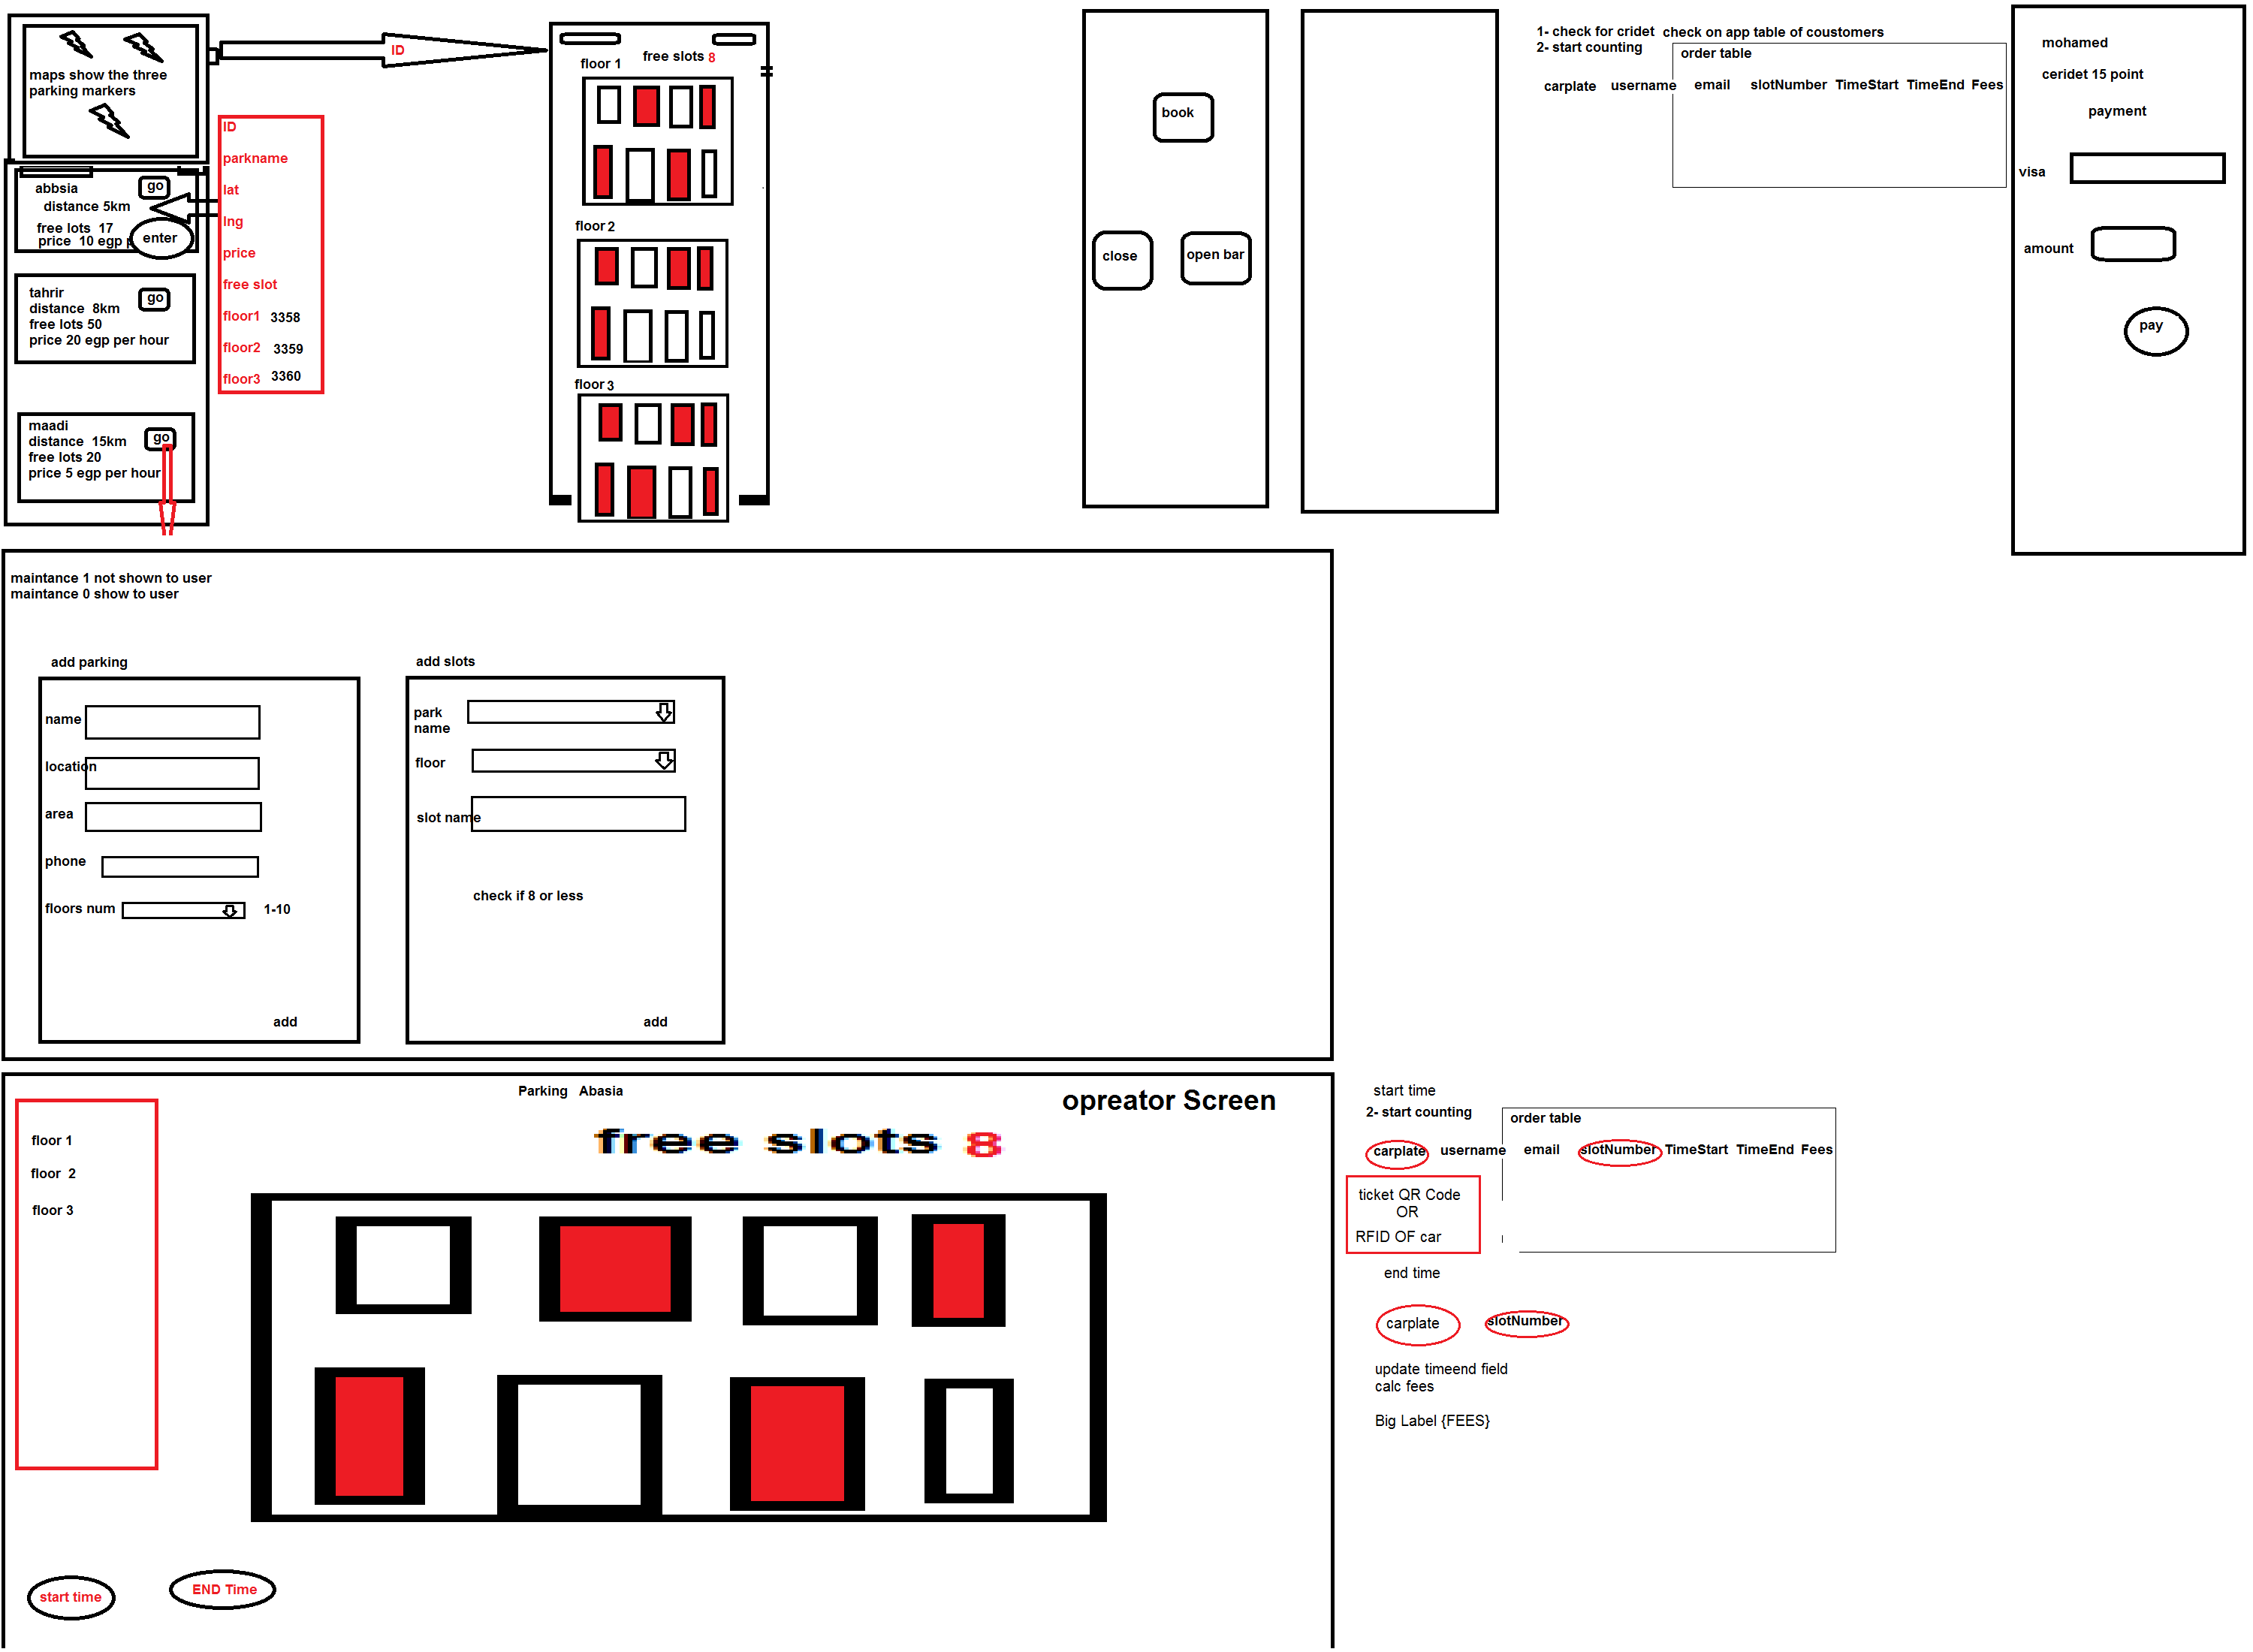 maps show the three
parking markers
abbsia
go
distance 5km
free lots 17
price 10 egp p
enter
tahrir
go
distance 8km
free lots 50
price 20 egp per hour
maadi
go
distance 15km
free lots 20
price 5 egp per hour
ID
ID
parkname
lat
lng
price
free slot
floor1 3358
floor2 3359
floor3 3360
free slots 8
floor 1
floor 2
floor 3
book
close
open bar
1- check for cridet check on app table of coustomers
2- start counting
order table
carplate username email slotNumber TimeStart TimeEnd Fees
mohamed
ceridet 15 point
payment
visa
amount
pay
maintance 1 not shown to user
maintance 0 show to user
add parking
name
location
area
phone
floors num 1-10
add
add slots
park
name
floor
slot name
check if 8 or less
add
Parking Abasia
opreator Screen
free slots 8
floor 1
floor 2
floor 3
start time
END Time
start time
2- start counting
order table
carplate username email slotNumber TimeStart TimeEnd Fees
ticket QR Code
OR
RFID OF car
end time
carplate slotNumber
update timeend field
calc fees
Big Label {FEES}